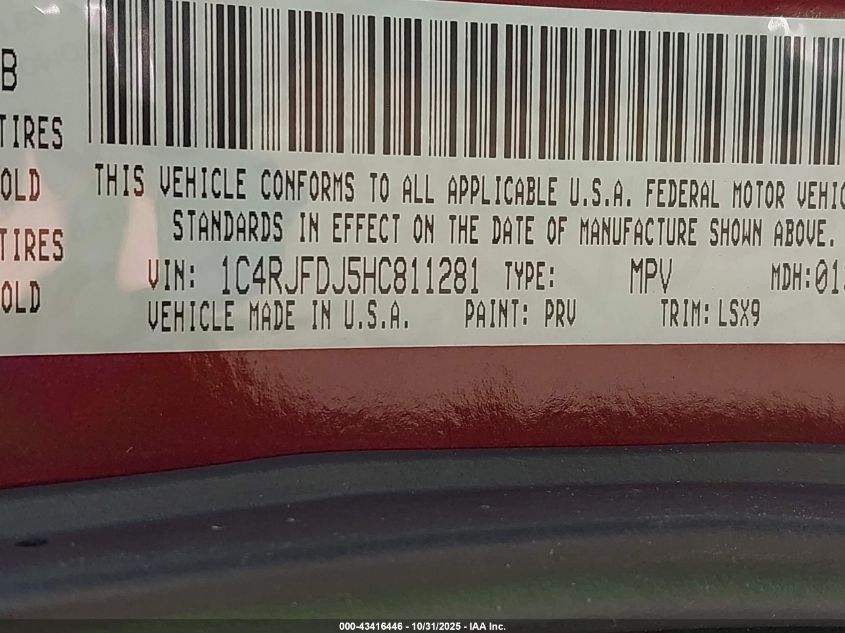 B
TIRES
OLD
TIRES
OLD
THIS VEHICLE CONFORMS TO ALL APPLICABLE U.S.A. FEDERAL MOTOR VEHIC
STANDARDS IN EFFECT ON THE DATE OF MANUFACTURE SHOWN ABOVE.
VIN: 1C4RJFDJ5HC811281 TYPE: MPV MDH:01
VEHICLE MADE IN U.S.A. PAINT: PRV TRIM: LSX9
000-43416446 - 10/31/2025 - IAA Inc.